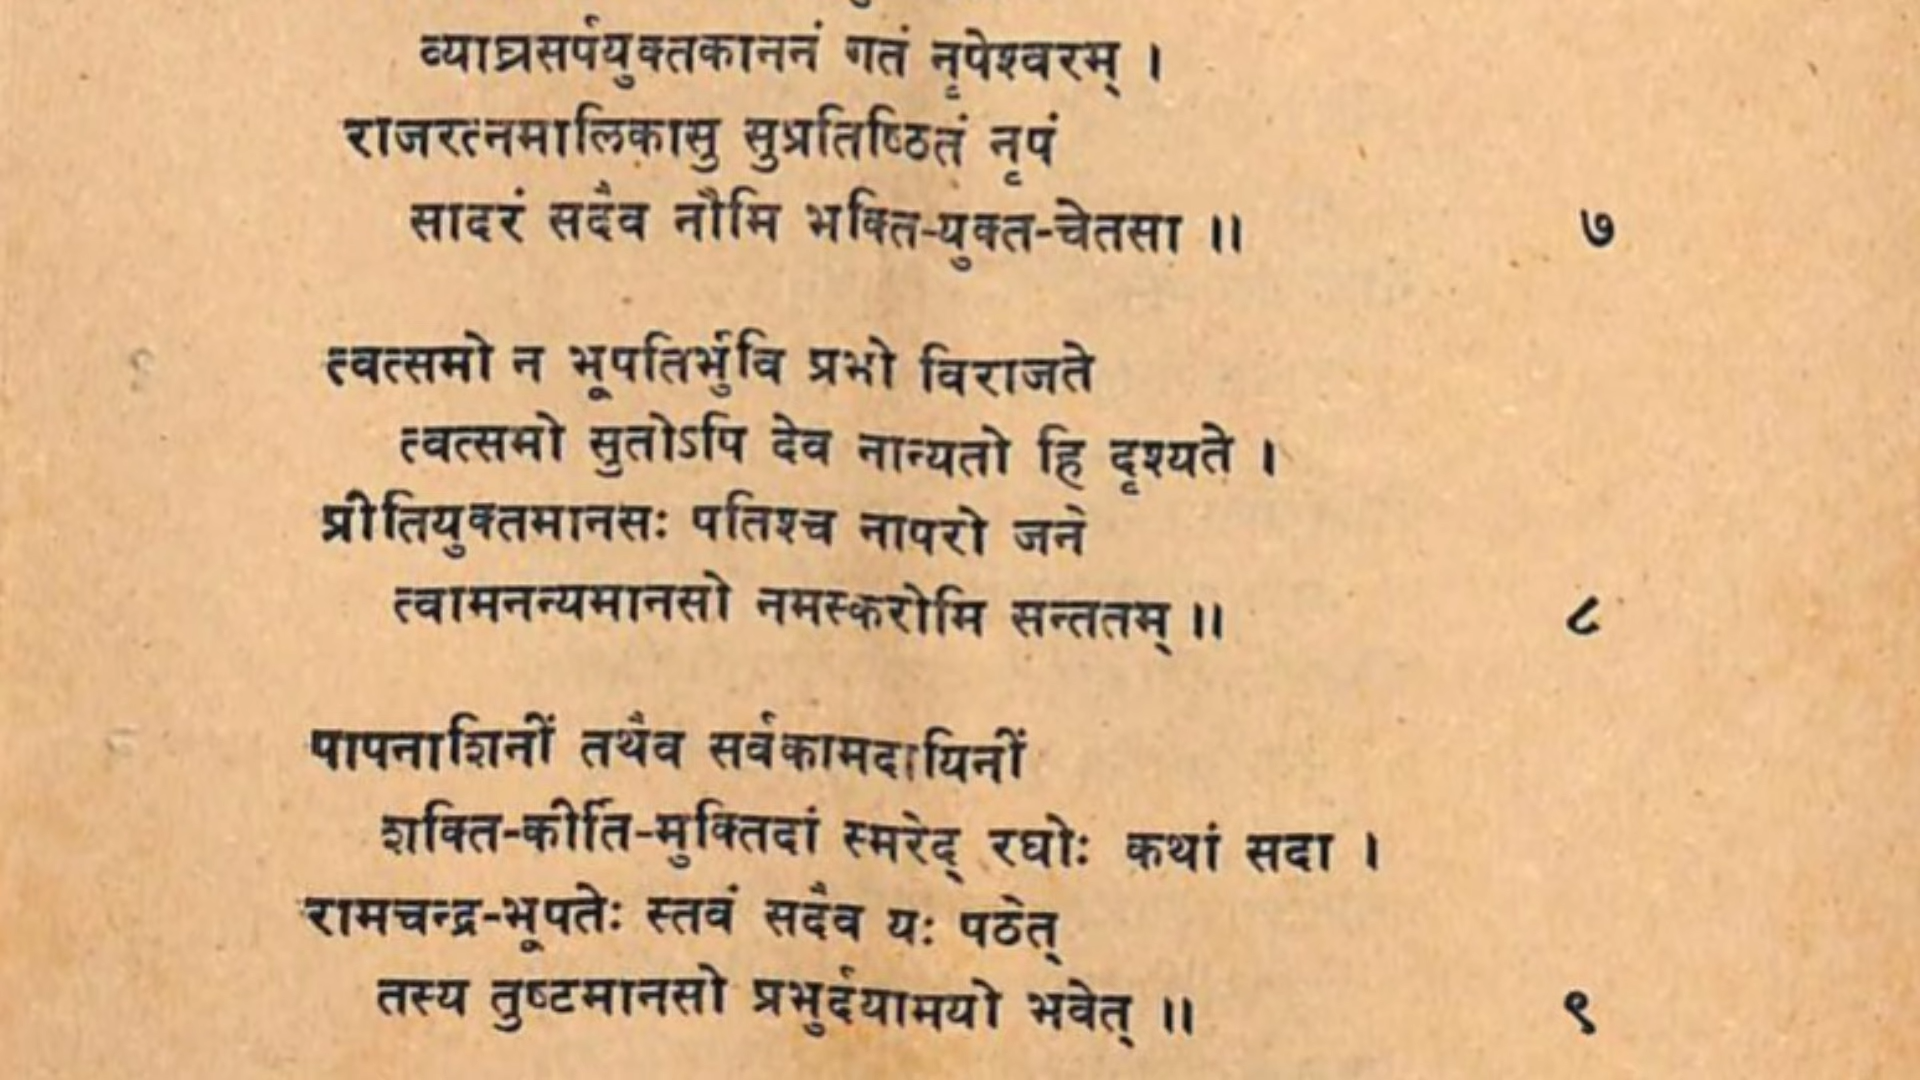 व्याघ्रसर्पयुक्तकाननं गतं नृपेश्वरम् ।
राजरत्नमालिकासु सुप्रतिष्ठितं नृपं
सादरं सदैव नौमि भक्ति-युक्त-चेतसा ॥ ७
त्वत्समो न भूपतिर्भुवि प्रभो विराजते
त्वत्समो सुतोऽपि देव नान्यतो हि दृश्यते ।
प्रीतियुक्तमानसः पतिश्च नापरो जने
त्वामनन्यमानसो नमस्करोमि सन्ततम् ॥ ८
पापनाशिनीं तथैव सर्वकामदायिनीं
शक्ति-कीर्ति-मुक्तिदां स्मरेद् रघोः कथां सदा ।
रामचन्द्र-भूपतेः स्तवं सदैव यः पठेत्
तस्य तुष्टमानसो प्रभुर्दयामयो भवेत् ॥ ९